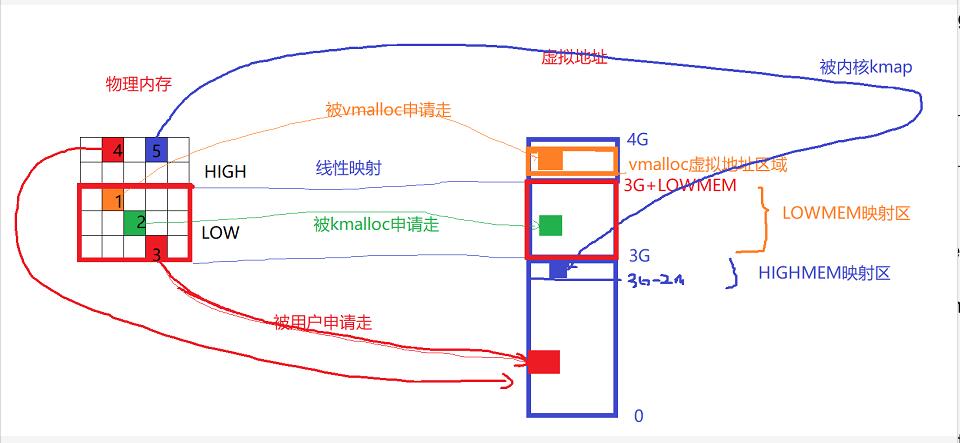 虚拟地址
被内核kmap
物理内存
被vmalloc申请走
4
5
4G
HIGH
线性映射
vmalloc虚拟地址区域
3G+LOWMEM
1
2
LOW
被kmalloc申请走
LOWMEM映射区
3
3G
HIGHMEM映射区
3G-2M
被用户申请走
0